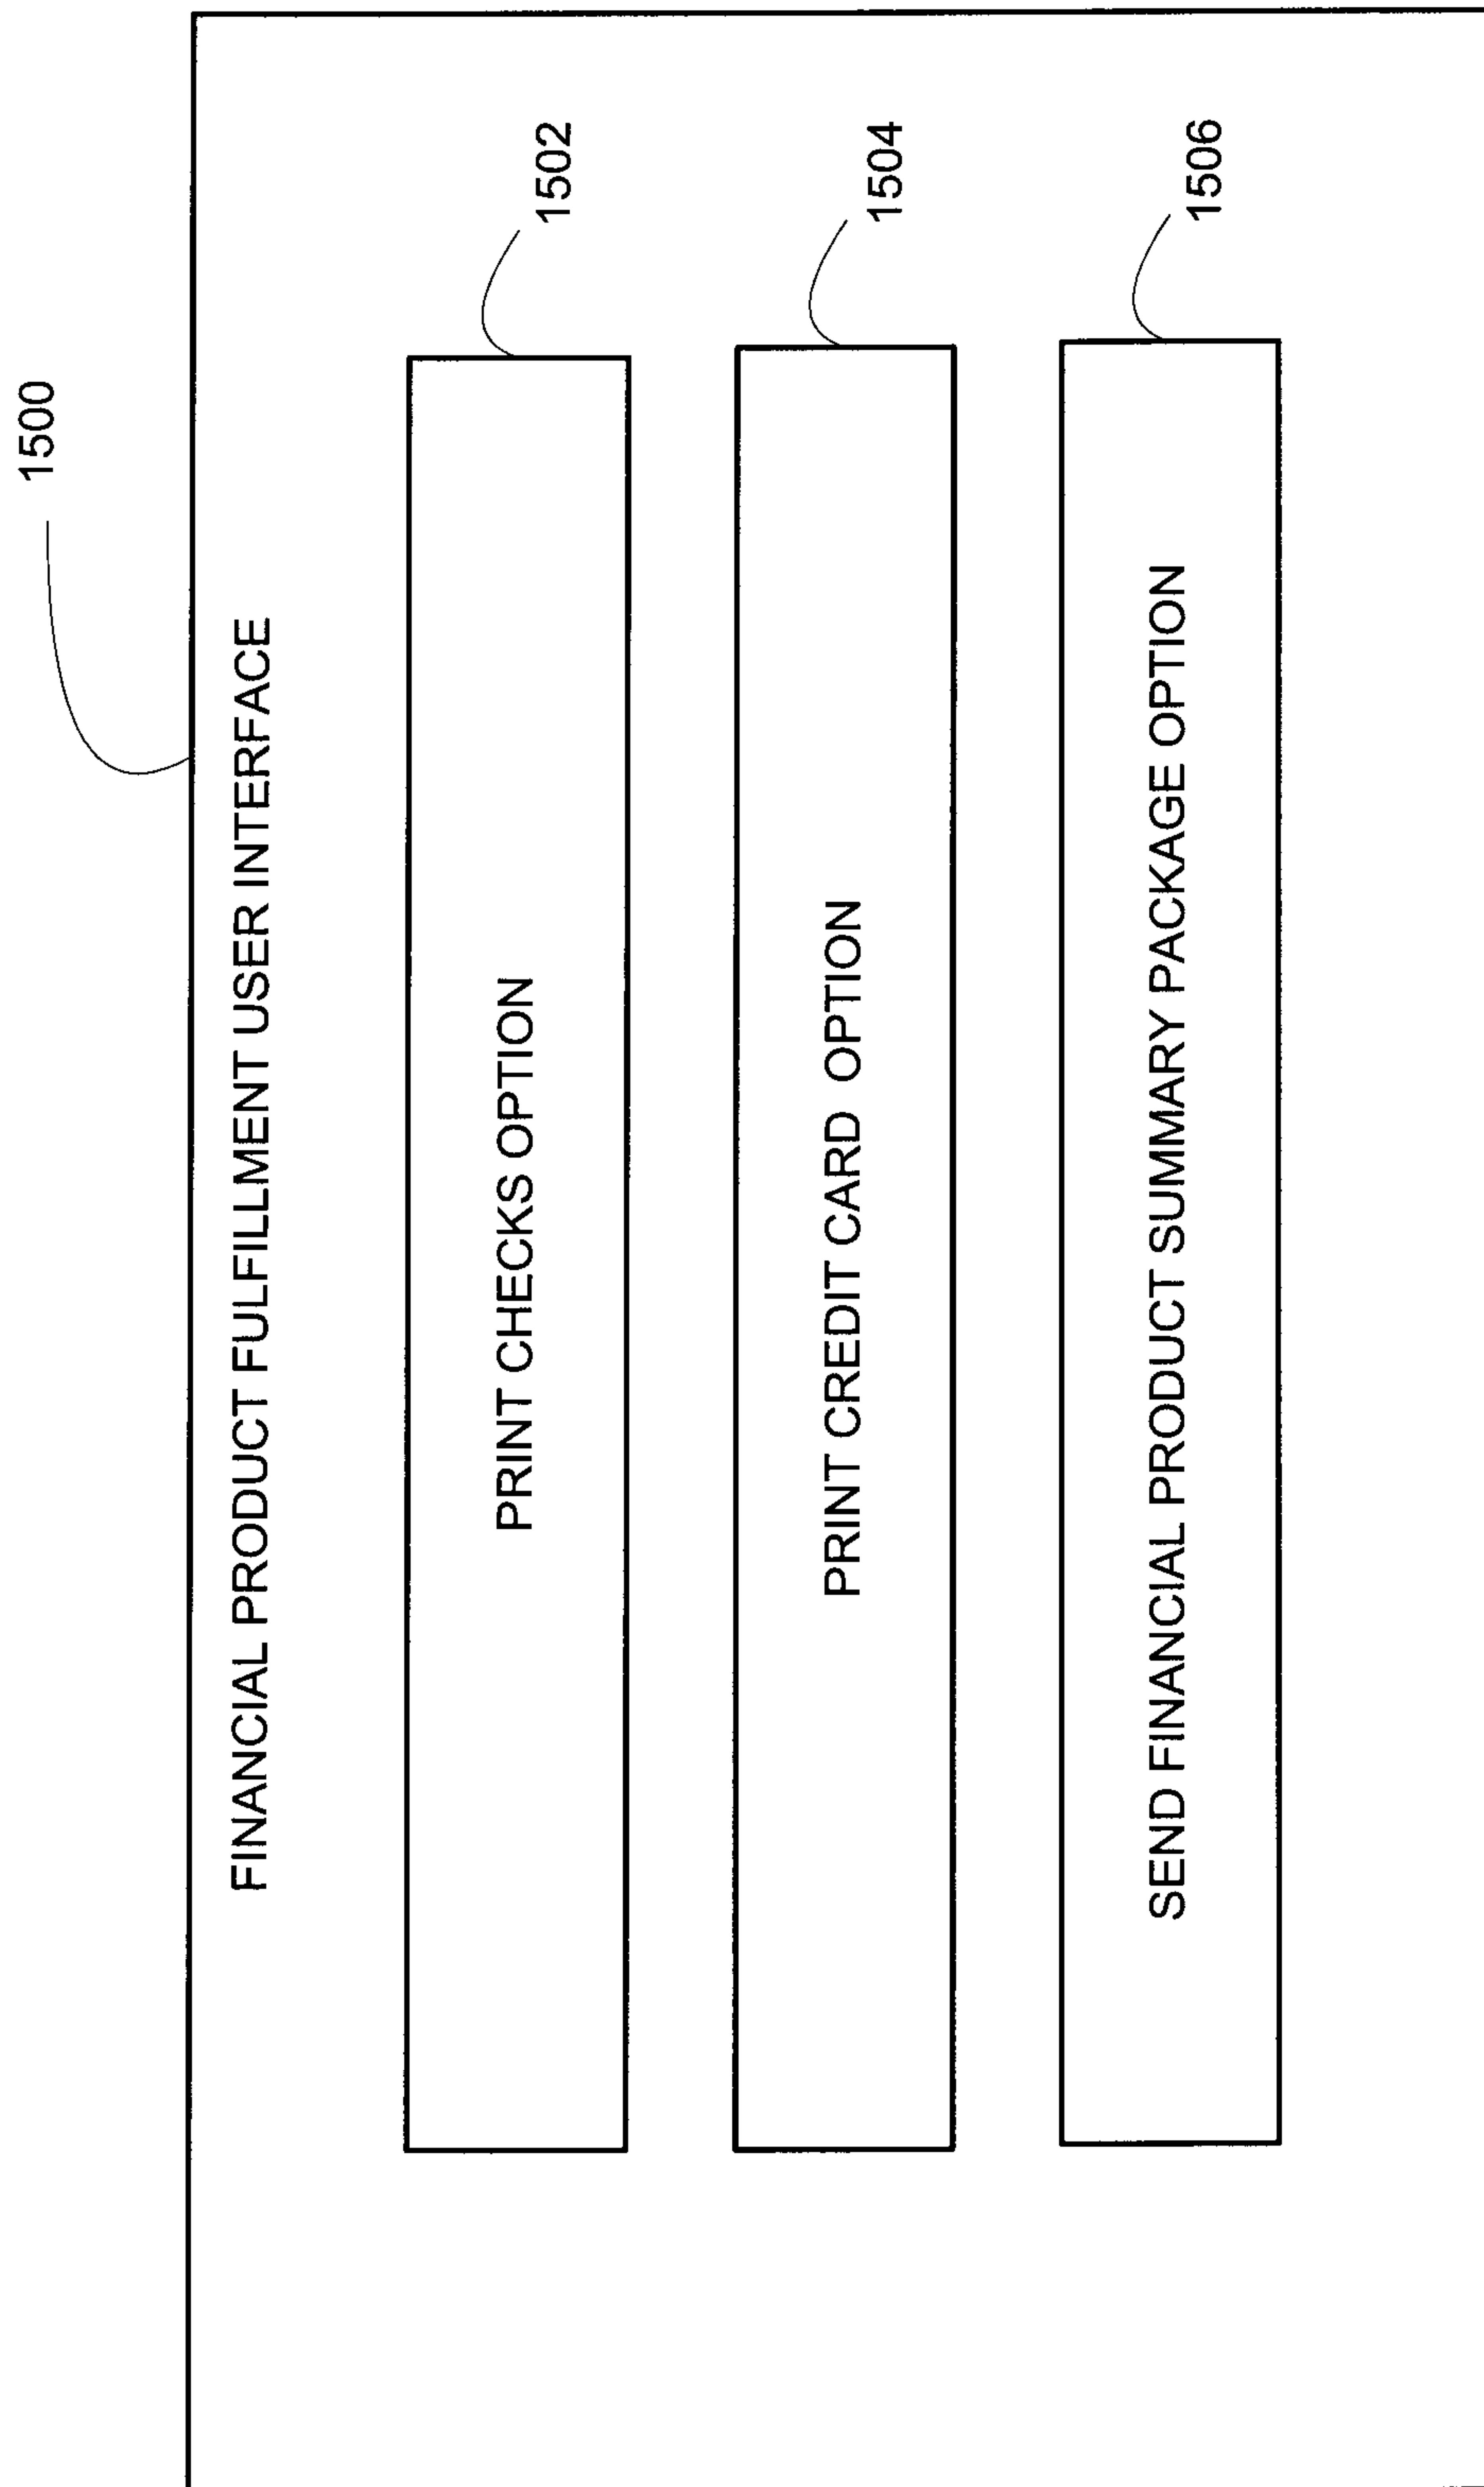 1500
FINANCIAL PRODUCT FULFILLMENT USER INTERFACE
1502
PRINT CHECKS OPTION
1504
PRINT CREDIT CARD OPTION
1506
SEND FINANCIAL PRODUCT SUMMARY PACKAGE OPTION